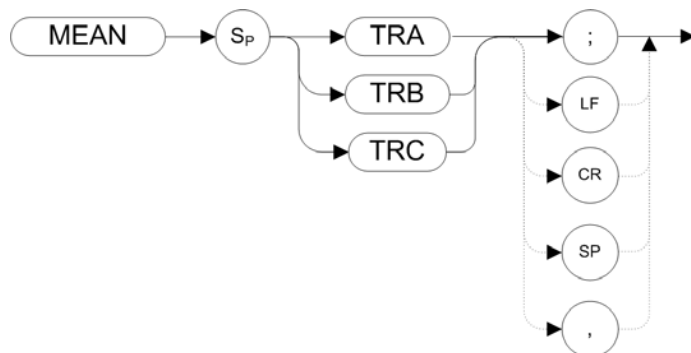 MEAN SP TRA ;
TRB LF
TRC CR
SP
,